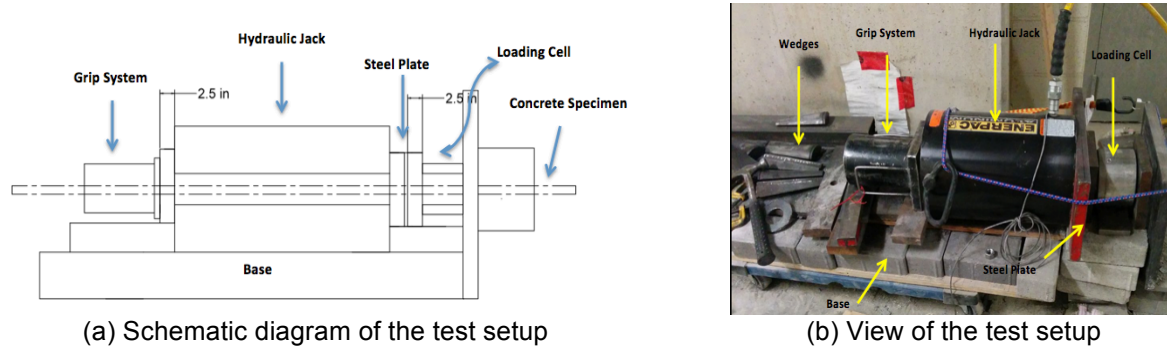 Hydraulic Jack
Grip System
Steel Plate
Loading Cell
2.5 in
2.5 in
Concrete Specimen
Base
(a) Schematic diagram of the test setup
Wedges
Grip System
Hydraulic Jack
Loading Cell
ENERPAC
Steel Plate
Base
(b) View of the test setup